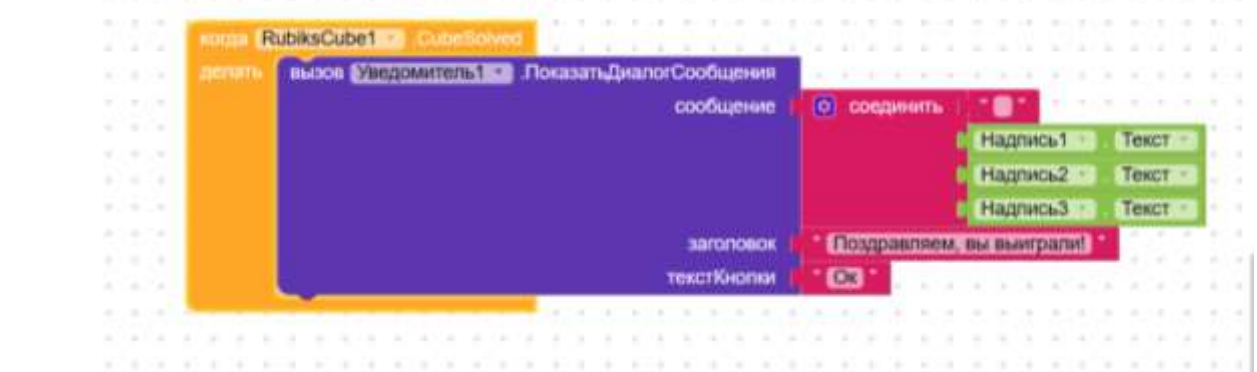 когда RubiksCube1 .CubeSolved
делать вызов Уведомитель1 .ПоказатьДиалогСообщения
сообщение соединить " "
Надпись1 . Текст
Надпись2 . Текст
Надпись3 . Текст
заголовок " Поздравляем, вы выиграли! "
текстКнопки " Ок "